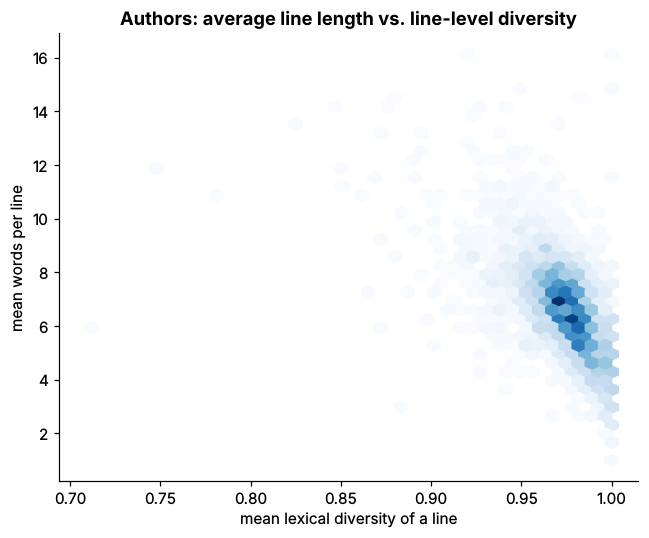 Authors: average line length vs. line-level diversity
mean words per line
16
14
12
10
8
6
4
2
0.70 0.75 0.80 0.85 0.90 0.95 1.00
mean lexical diversity of a line